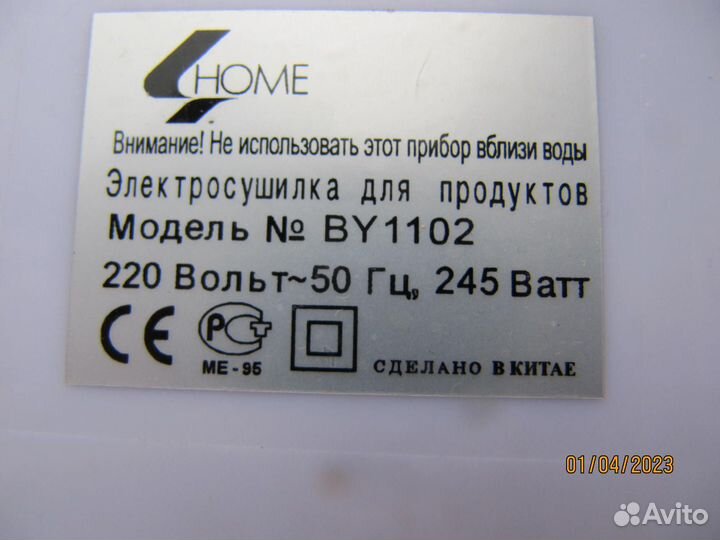 HOME
Внимание! Не использовать этот прибор вблизи воды
Электросушилка для продуктов
Модель № BY1102
220 Вольт~50 Гц, 245 Ватт
CE РСТ
МЕ-95
СДЕЛАНО В КИТАЕ
01/04/2023
Avito